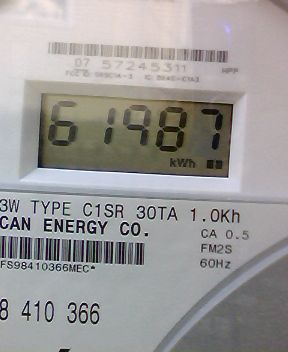 07 57245311
61987
kWh
3W TYPE C1SR 30TA 1.0Kh
CAN ENERGY CO.
CA 0.5
FM2S
60Hz
FS98410366MEC*
8 410 366